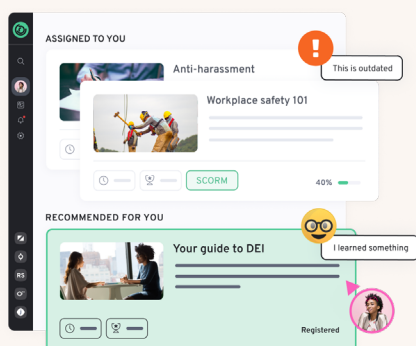 ASSIGNED TO YOU
This is outdated
Anti-harassment
Workplace safety 101
SCORM
40%
RECOMMENDED FOR YOU
I learned something
Your guide to DEI
RS
Registered